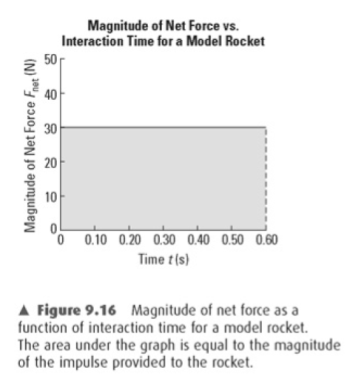 Magnitude of Net Force vs.
Interaction Time for a Model Rocket
Magnitude of Net Force Fnet (N)
50
40
30
20
10
0
0 0.10 0.20 0.30 0.40 0.50 0.60
Time t (s)
▲ Figure 9.16 Magnitude of net force as a
function of interaction time for a model rocket.
The area under the graph is equal to the magnitude
of the impulse provided to the rocket.